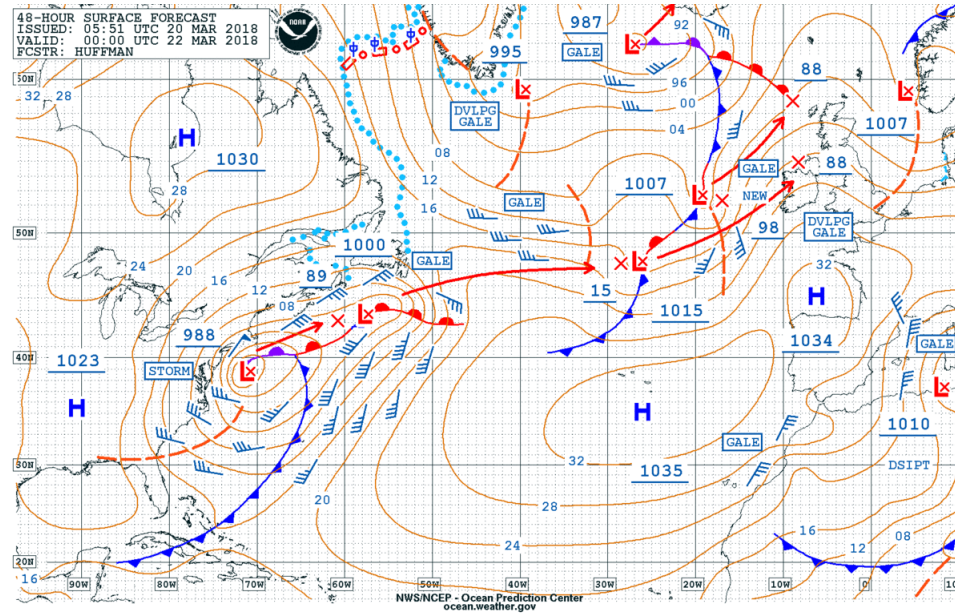 48-HOUR SURFACE FORECAST
ISSUED: 05:51 UTC 20 MAR 2018
VALID: 00:00 UTC 22 MAR 2018
FCSTR: HUFFMAN
NOAA
987
92
GALE
995
50N
32
28
L
96
88
L
L
DVLPG
GALE
00
1007
H
1030
04
08
28
12
1007
GALE
88
16
GALE
L
NEW
50N
98
DVLPG
GALE
1000
GALE
24
20
89
L
32
16
12
15
H
08
1015
988
L
1034
GALE
40N
1023
STORM
L
L
H
H
1010
GALE
30N
32
1035
DSIPT
20
28
16
08
24
12
20N
16
90W
80W
70W
60W
50W
40W
30W
20W
10W
0
NWS/NCEP - Ocean Prediction Center
ocean.weather.gov